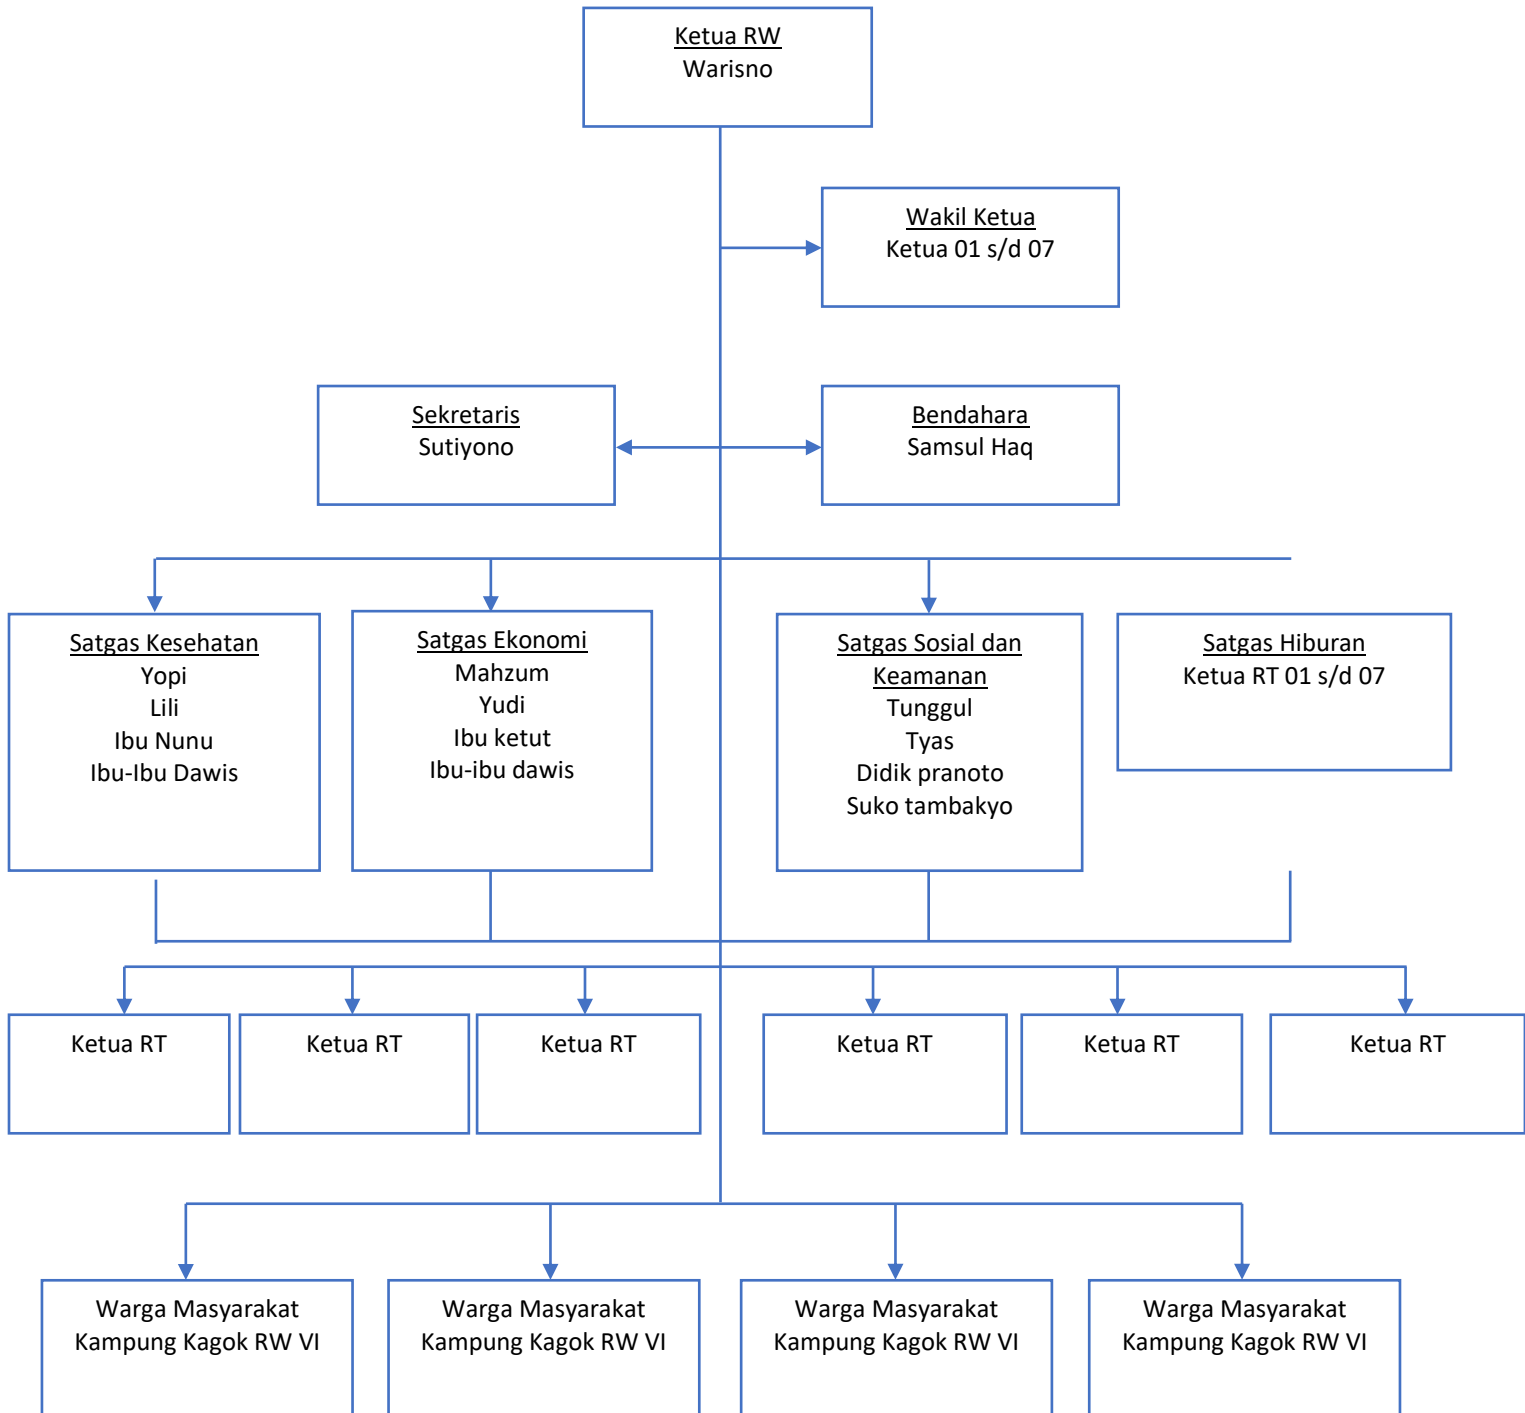 Ketua RW
Warisno
Wakil Ketua
Ketua 01 s/d 07
Sekretaris
Sutiyono
Bendahara
Samsul Haq
Satgas Kesehatan
Yopi
Lili
Ibu Nunu
Ibu-Ibu Dawis
Satgas Ekonomi
Mahzum
Yudi
Ibu ketut
Ibu-ibu dawis
Satgas Sosial dan
Keamanan
Tunggul
Tyas
Didik pranoto
Suko tambakyo
Satgas Hiburan
Ketua RT 01 s/d 07
Ketua RT
Ketua RT
Ketua RT
Ketua RT
Ketua RT
Ketua RT
Warga Masyarakat
Kampung Kagok RW VI
Warga Masyarakat
Kampung Kagok RW VI
Warga Masyarakat
Kampung Kagok RW VI
Warga Masyarakat
Kampung Kagok RW VI